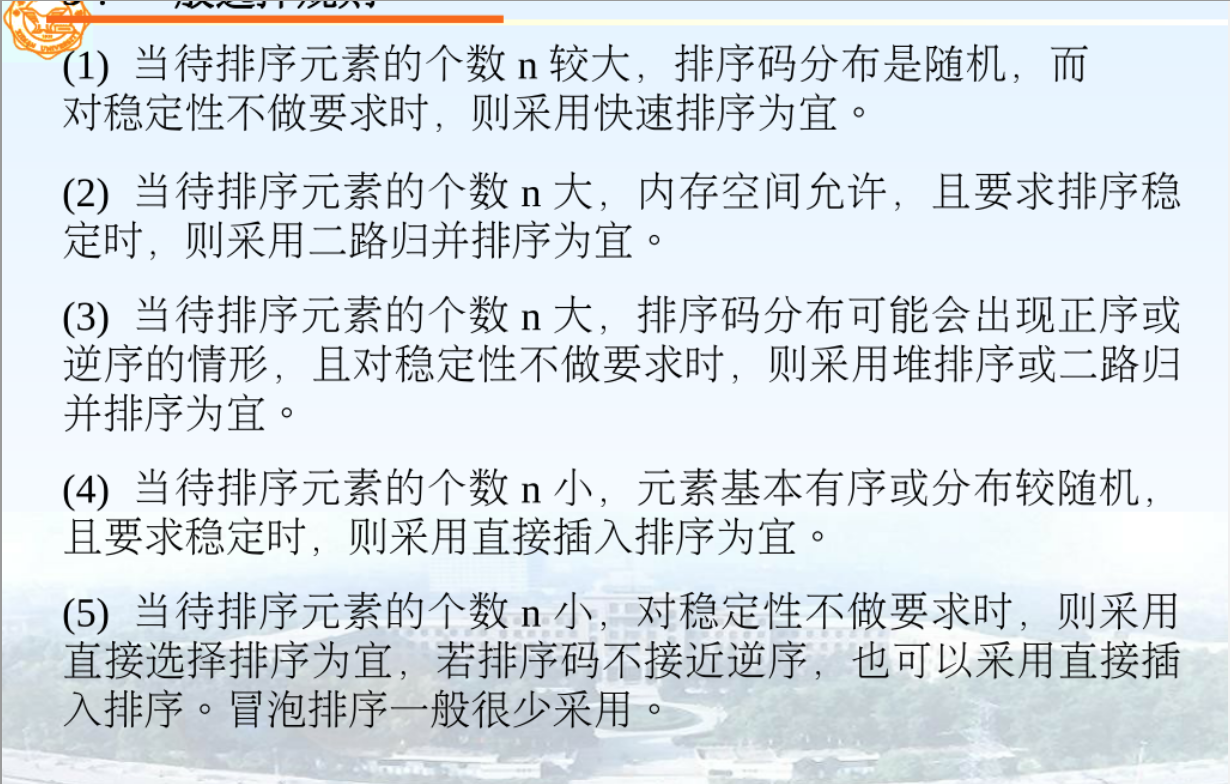 (1) 当待排序元素的个数 n 较大，排序码分布是随机，而
对稳定性不做要求时，则采用快速排序为宜。
(2) 当待排序元素的个数 n 大，内存空间允许，且要求排序稳
定时，则采用二路归并排序为宜。
(3) 当待排序元素的个数 n 大，排序码分布可能会出现正序或
逆序的情形，且对稳定性不做要求时，则采用堆排序或二路归
并排序为宜。
(4) 当待排序元素的个数 n 小，元素基本有序或分布较随机，
且要求稳定时，则采用直接插入排序为宜。
(5) 当待排序元素的个数 n 小，对稳定性不做要求时，则采用
直接选择排序为宜，若排序码不接近逆序，也可以采用直接插
入排序。冒泡排序一般很少采用。